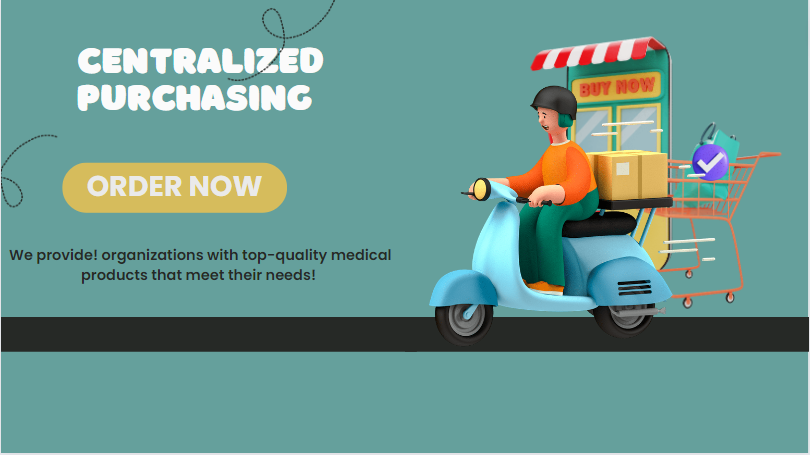 CENTRALIZED
PURCHASING
BUY NOW
ORDER NOW
We provide! organizations with top-quality medical
products that meet their needs!